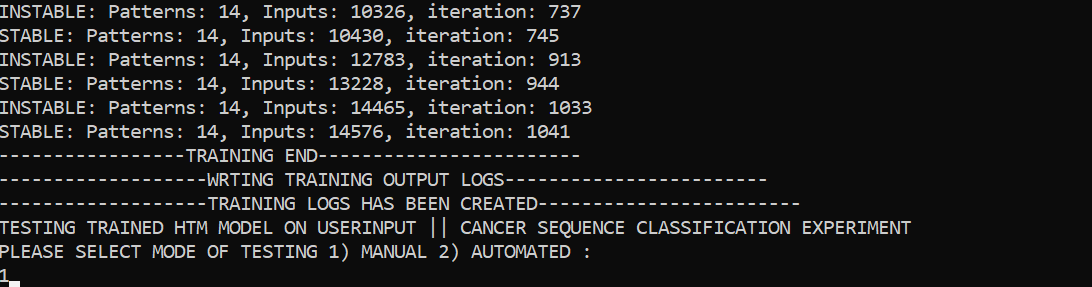 INSTABLE: Patterns: 14, Inputs: 10326, iteration: 737
STABLE: Patterns: 14, Inputs: 10430, iteration: 745
INSTABLE: Patterns: 14, Inputs: 12783, iteration: 913
STABLE: Patterns: 14, Inputs: 13228, iteration: 944
INSTABLE: Patterns: 14, Inputs: 14465, iteration: 1033
STABLE: Patterns: 14, Inputs: 14576, iteration: 1041
-----------------TRAINING END------------------------
-------------------WRTING TRAINING OUTPUT LOGS------------------------
-------------------TRAINING LOGS HAS BEEN CREATED------------------------
TESTING TRAINED HTM MODEL ON USERINPUT || CANCER SEQUENCE CLASSIFICATION EXPERIMENT
PLEASE SELECT MODE OF TESTING 1) MANUAL 2) AUTOMATED :
1